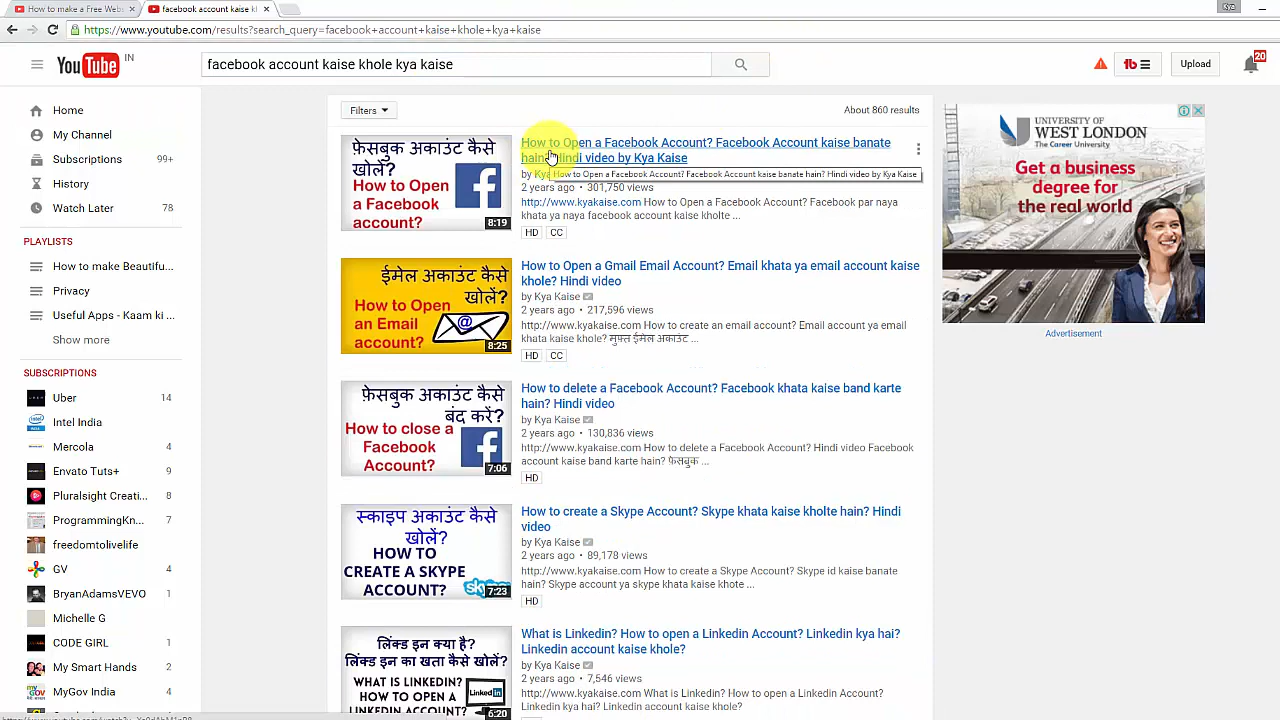 How to make a Free Webs
facebook account kaise k
Kya
https://www.youtube.com/results?search_query=facebook+account+kaise+khole+kya+kaise
YouTube IN
facebook account kaise khole kya kaise
Upload
20
Home
My Channel
Subscriptions 99+
History
Watch Later 78
PLAYLISTS
How to make Beautifu...
Privacy
Useful Apps - Kaam ki ...
Show more
SUBSCRIPTIONS
Uber 14
Intel India
Mercola 4
Envato Tuts+ 9
Pluralsight Creati... 8
ProgrammingKn... 7
freedomtolivelife
GV 4
BryanAdamsVEVO 1
Michelle G
CODE GIRL 1
My Smart Hands 2
MyGov India 4
Filters
About 860 results
फ़ेसबुक अकाउंट कैसे
खोलें?
How to Open
a Facebook
account?
8:19
How to Open a Facebook Account? Facebook Account kaise banate
hain? Hindi video by Kya Kaise
by Kya
How to Open a Facebook Account? Facebook Account kaise banate hain? Hindi video by Kya Kaise
2 years ago • 301,750 views
http://www.kyakaise.com How to Open a Facebook Account? Facebook par naya
khata ya naya facebook account kaise kholte ...
HD CC
ईमेल अकाउंट कैसे
खोलें?
How to Open
an Email
account?
@
8:25
How to Open a Gmail Email Account? Email khata ya email account kaise
khole? Hindi video
by Kya Kaise
2 years ago • 217,596 views
http://www.kyakaise.com How to create an email account? Email account ya email
khata kaise khole? मुफ़्त ईमेल अकाउंट ...
HD CC
फ़ेसबुक अकाउंट कैसे
बंद करें?
How to close a
Facebook
Account?
7:06
How to delete a Facebook Account? Facebook khata kaise band karte
hain? Hindi video
by Kya Kaise
2 years ago • 130,836 views
http://www.kyakaise.com How to delete a Facebook Account? Hindi video Facebook
account kaise band karte hain? फ़ेसबुक ...
HD
स्काइप अकाउंट कैसे
खोलें?
HOW TO
CREATE A SKYPE
ACCOUNT?
7:23
How to create a Skype Account? Skype khata kaise kholte hain? Hindi
video
by Kya Kaise
2 years ago • 89,178 views
http://www.kyakaise.com How to create a Skype Account? Skype id kaise banate
hain? Skype account ya skype khata kaise khote ...
HD
लिंक्ड इन क्या है?
लिंक्ड इन का खता कैसे खोलें?
WHAT IS LINKEDIN?
HOW TO OPEN A
LINKEDIN ACCOUNT?
Linked in
6:20
What is Linkedin? How to open a Linkedin Account? Linkedin kya hai?
Linkedin account kaise khole?
by Kya Kaise
2 years ago • 7,546 views
http://www.kyakaise.com What is Linkedin? How to open a Linkedin Account?
Linkedin kya hai? Linkedin account kaise khole?
UNIVERSITY OF
WEST LONDON
The Career University
Get a business
degree for
the real world
Advertisement